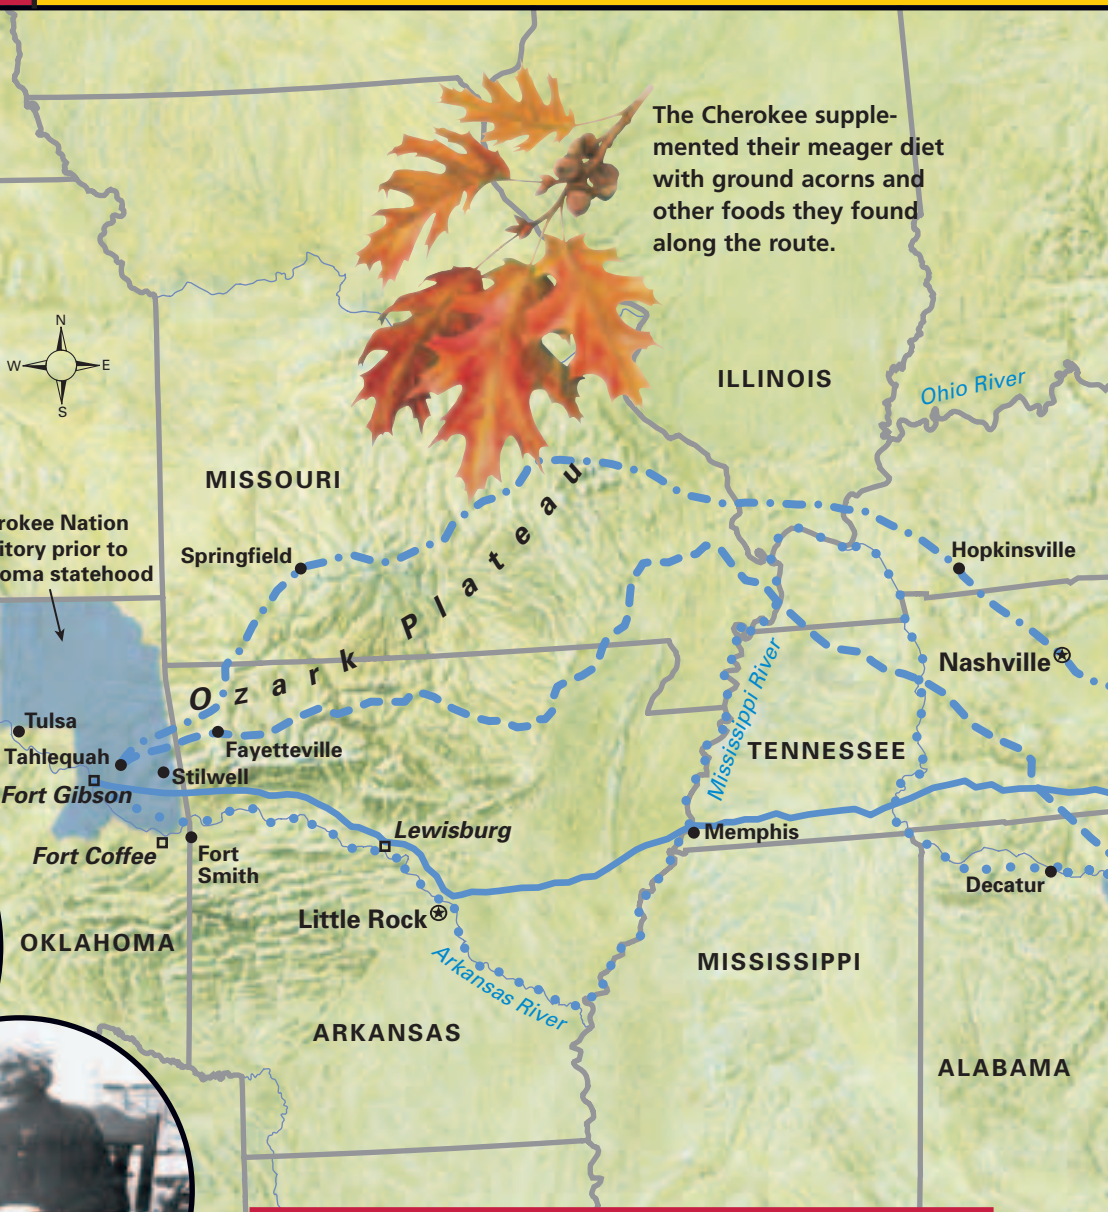 The Cherokee supple-
mented their meager diet
with ground acorns and
other foods they found
along the route.
N
W E
S
ILLINOIS
Ohio River
MISSOURI
Ozark Plateau
rokee Nation
itory prior to
oma statehood
Springfield
Hopkinsville
Nashville
Mississippi River
Tulsa
Tahlequah
Fayetteville
Stilwell
TENNESSEE
Fort Gibson
Lewisburg
Memphis
Fort Coffee
Fort
Smith
Decatur
Little Rock
OKLAHOMA
Arkansas River
MISSISSIPPI
ARKANSAS
ALABAMA